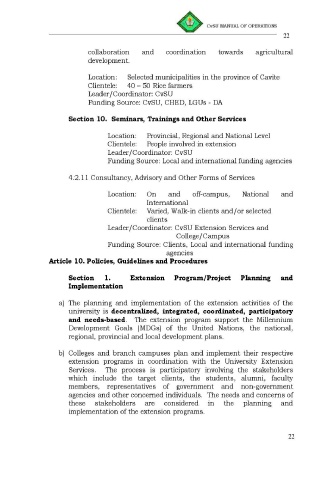 CvSU MANUAL OF OPERATIONS
22
collaboration and coordination towards agricultural
development.
Location: Selected municipalities in the province of Cavite
Clientele: 40 – 50 Rice farmers
Leader/Coordinator: CvSU
Funding Source: CvSU, CHED, LGUs - DA
Section 10. Seminars, Trainings and Other Services
Location: Provincial, Regional and National Level
Clientele: People involved in extension
Leader/Coordinator: CvSU
Funding Source: Local and international funding agencies
4.2.11 Consultancy, Advisory and Other Forms of Services
Location: On and off-campus, National and
International
Clientele: Varied, Walk-in clients and/or selected
clients
Leader/Coordinator: CvSU Extension Services and
College/Campus
Funding Source: Clients, Local and international funding
agencies
Article 10. Policies, Guidelines and Procedures
Section 1. Extension Program/Project Planning and
Implementation
a) The planning and implementation of the extension activities of the
university is decentralized, integrated, coordinated, participatory
and needs-based. The extension program support the Millennium
Development Goals (MDGs) of the United Nations, the national,
regional, provincial and local development plans.
b) Colleges and branch campuses plan and implement their respective
extension programs in coordination with the University Extension
Services. The process is participatory involving the stakeholders
which include the target clients, the students, alumni, faculty
members, representatives of government and non-government
agencies and other concerned individuals. The needs and concerns of
these stakeholders are considered in the planning and
implementation of the extension programs.
22